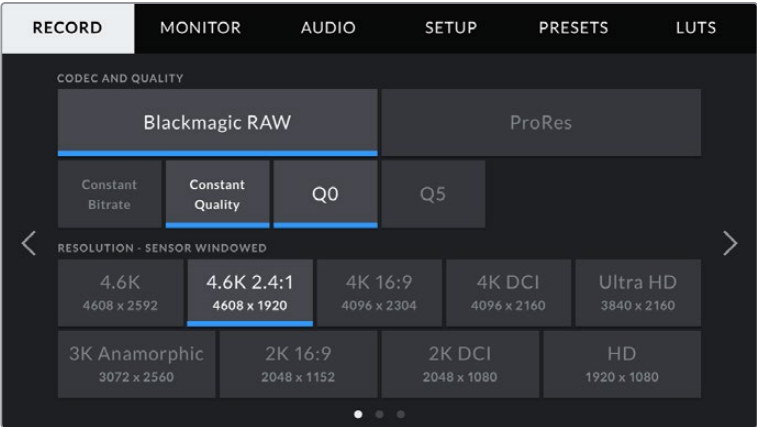 RECORD MONITOR AUDIO SETUP PRESETS LUTS
CODEC AND QUALITY
Blackmagic RAW ProRes
Constant Bitrate Constant Quality Q0 Q5
RESOLUTION - SENSOR WINDOWED
4.6K 4.6K 2.4:1 4K 16:9 4K DCI Ultra HD
4608 x 2592 4608 x 1920 4096 x 2304 4096 x 2160 3840 x 2160
3K Anamorphic 2K 16:9 2K DCI HD
3072 x 2560 2048 x 1152 2048 x 1080 1920 x 1080